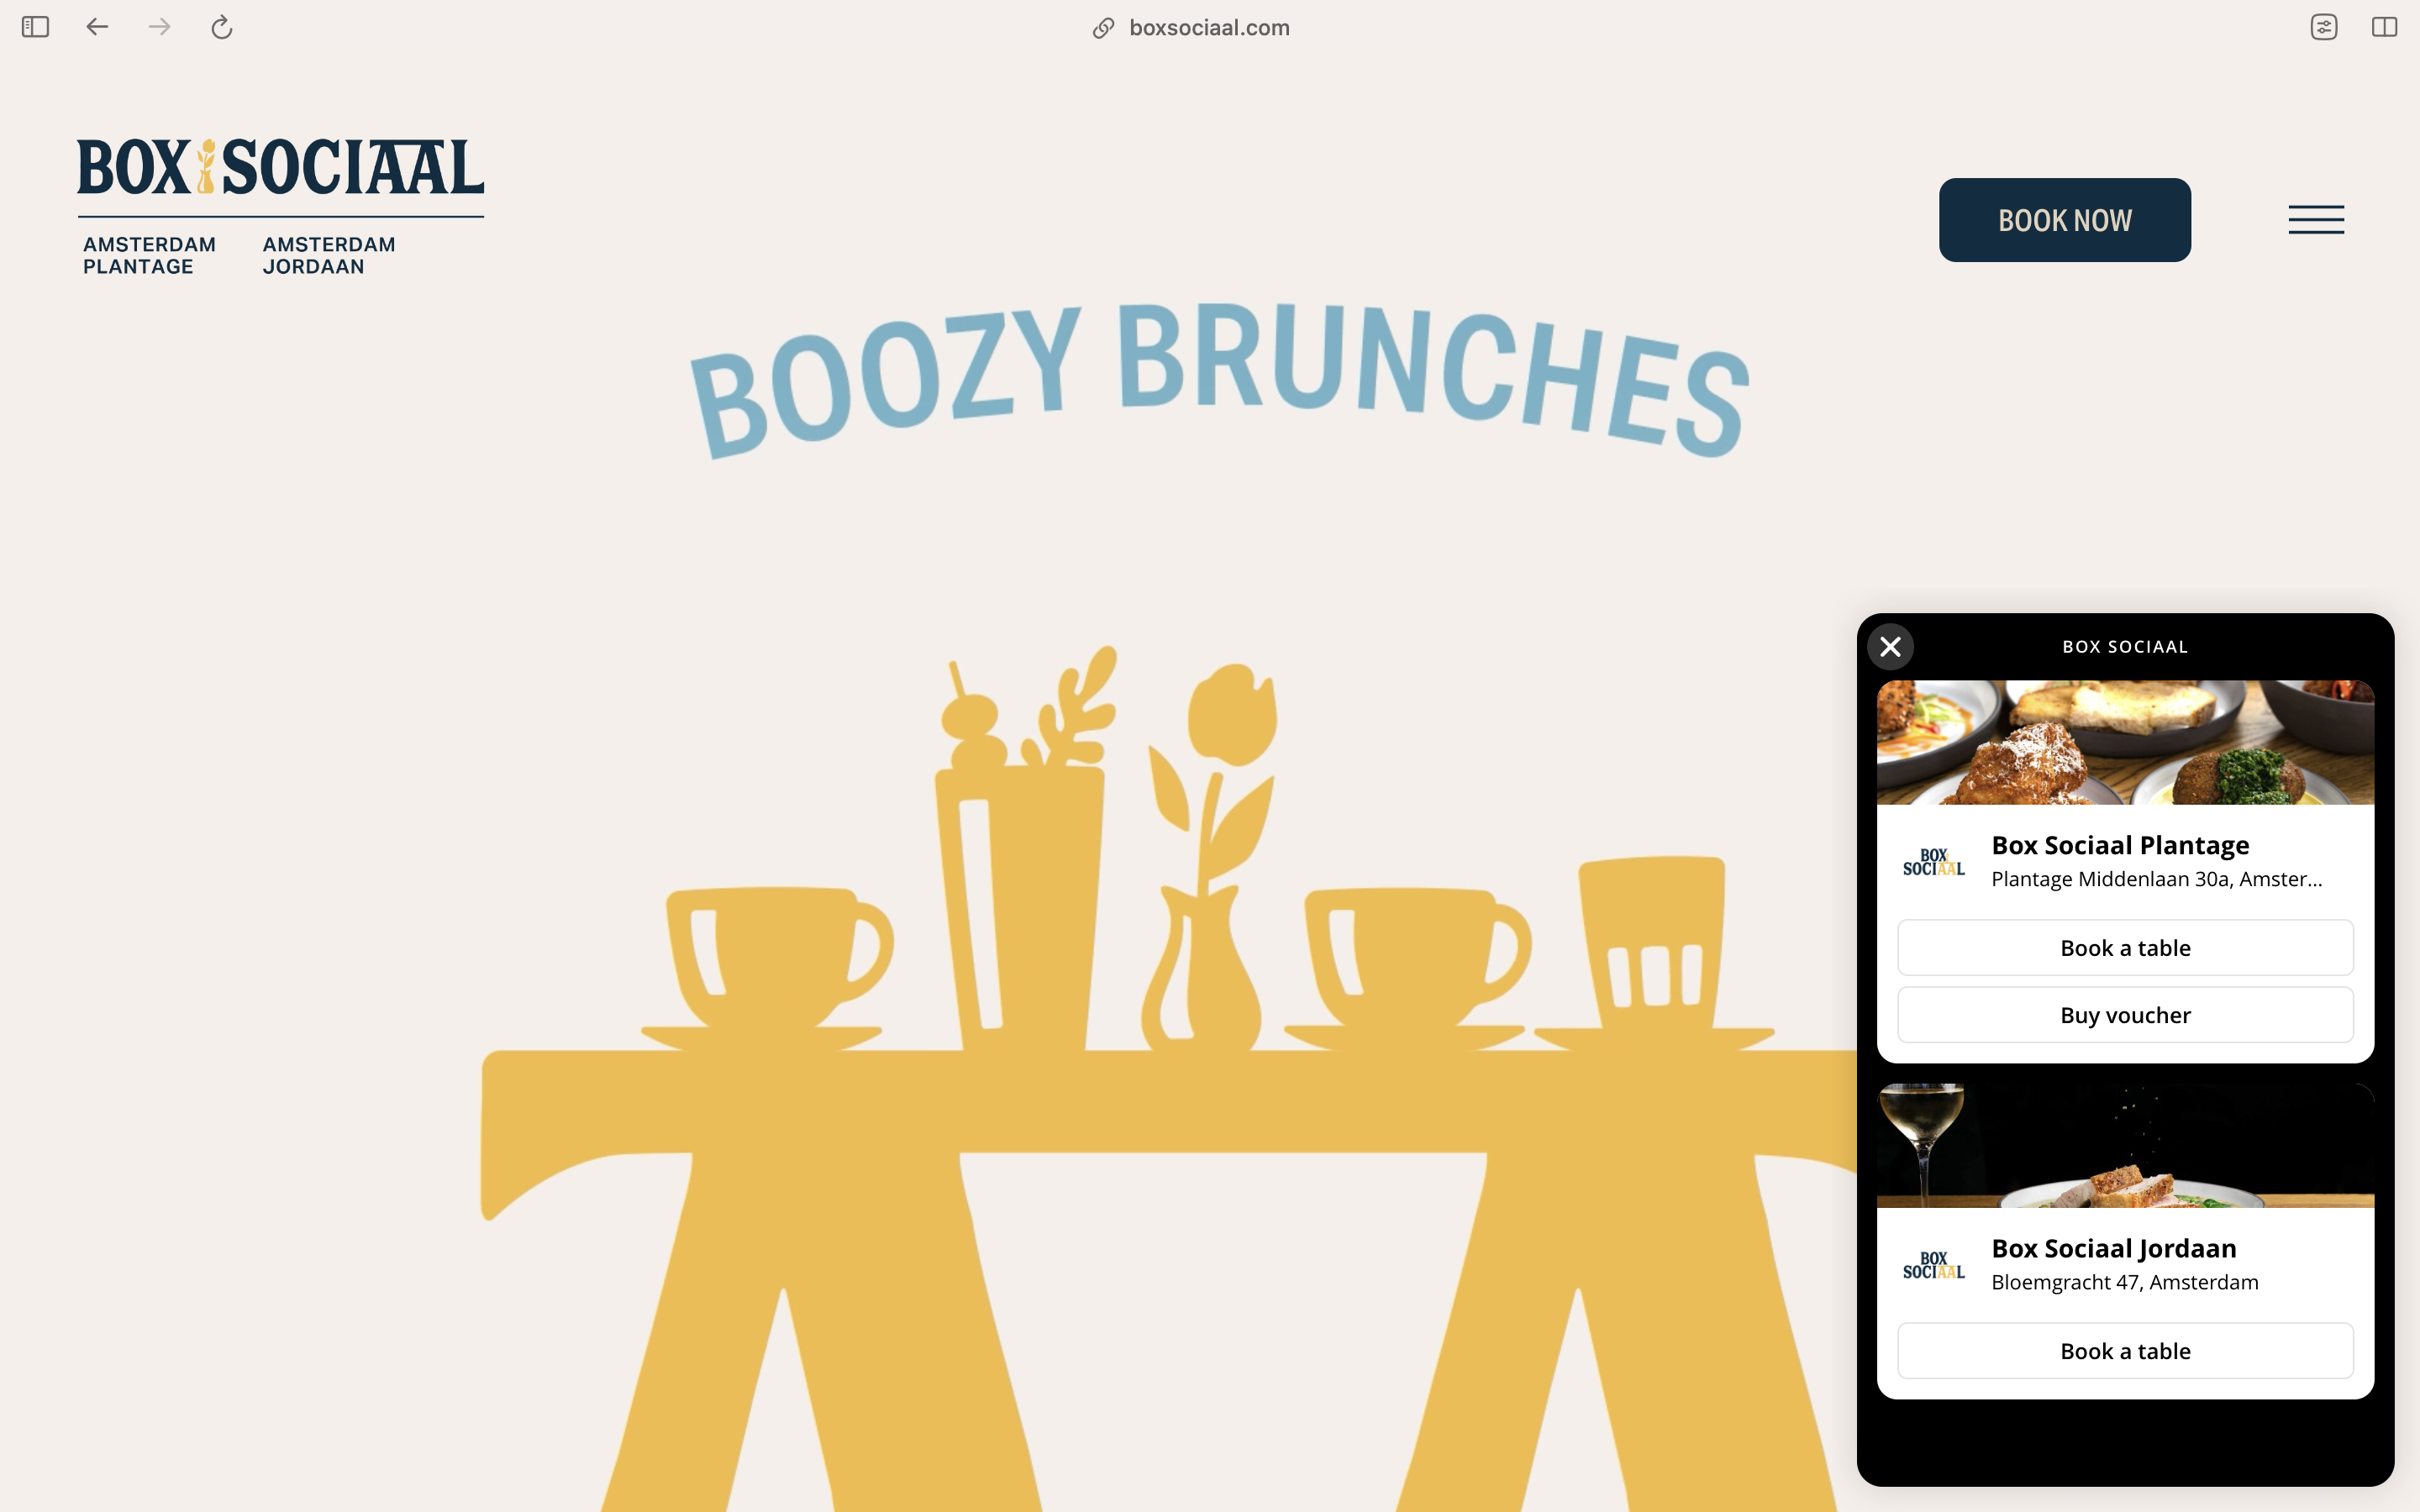 boxsociaal.com
BOX SOCIAAL
AMSTERDAM PLANTAGE
AMSTERDAM JORDAAN
BOOK NOW
BOOZY BRUNCHES
BOX SOCIAAL
BOX SOCIAAL
Box Sociaal Plantage
Plantage Middenlaan 30a, Amster...
Book a table
Buy voucher
BOX SOCIAAL
Box Sociaal Jordaan
Bloemgracht 47, Amsterdam
Book a table